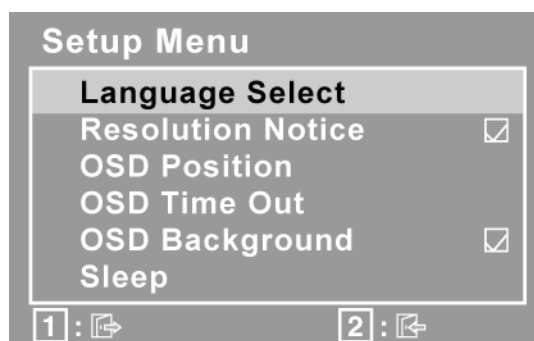 Setup Menu
Language Select
Resolution Notice
OSD Position
OSD Time Out
OSD Background
Sleep
1 : 2 :